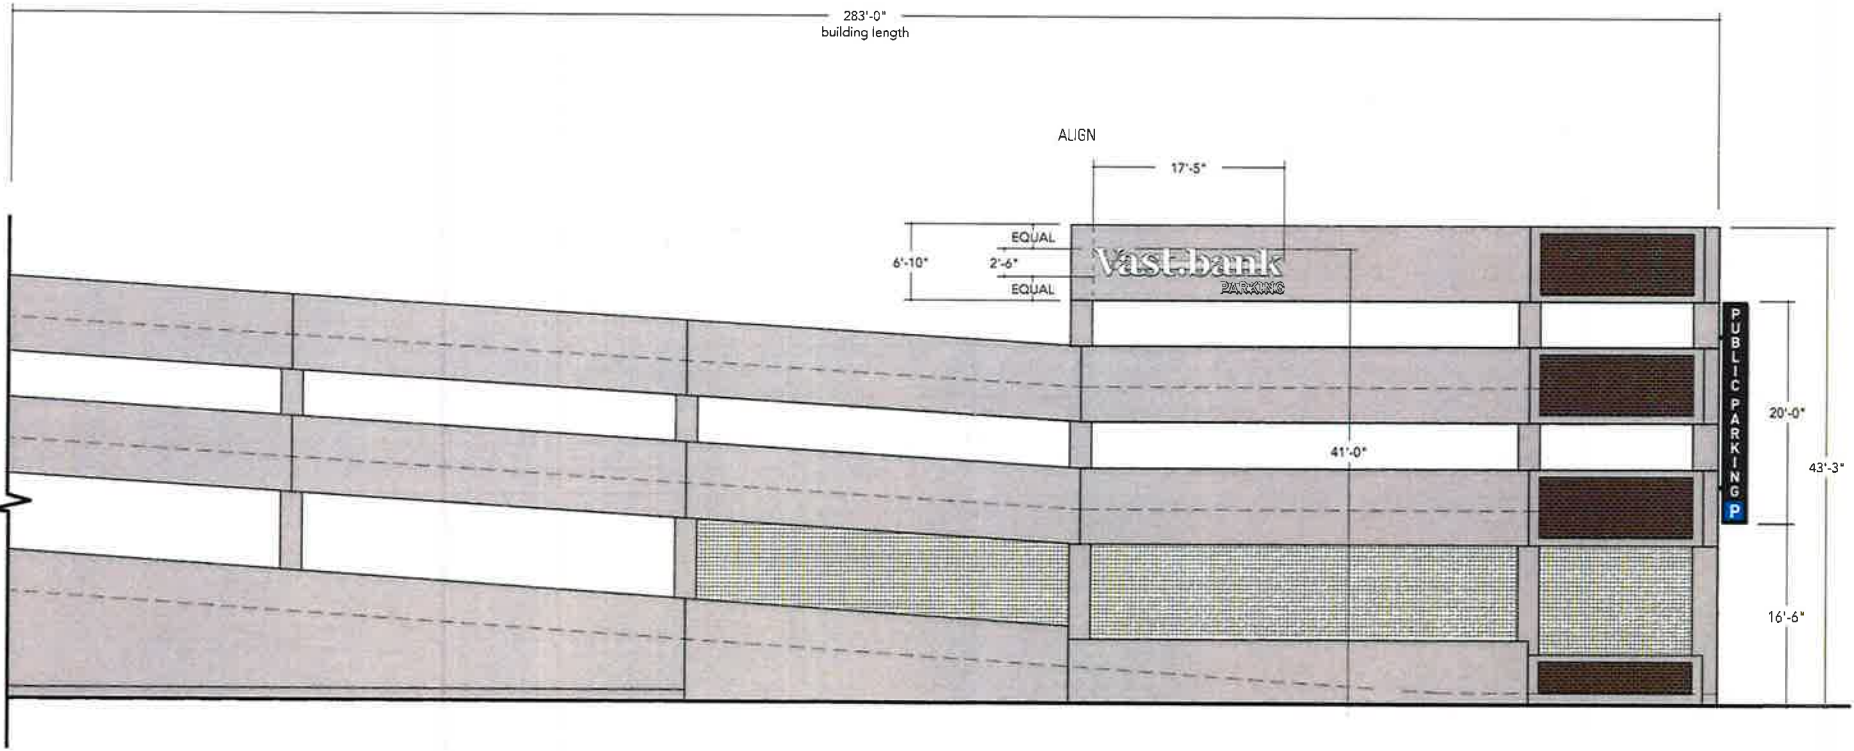 283'-0"
building length
ALIGN
17'-5"
EQUAL
6'-10"
2'-6"
EQUAL
Vast.bank
PARKING
PUBLIC PARKING P
20'-0"
41'-0"
43'-3"
16'-6"